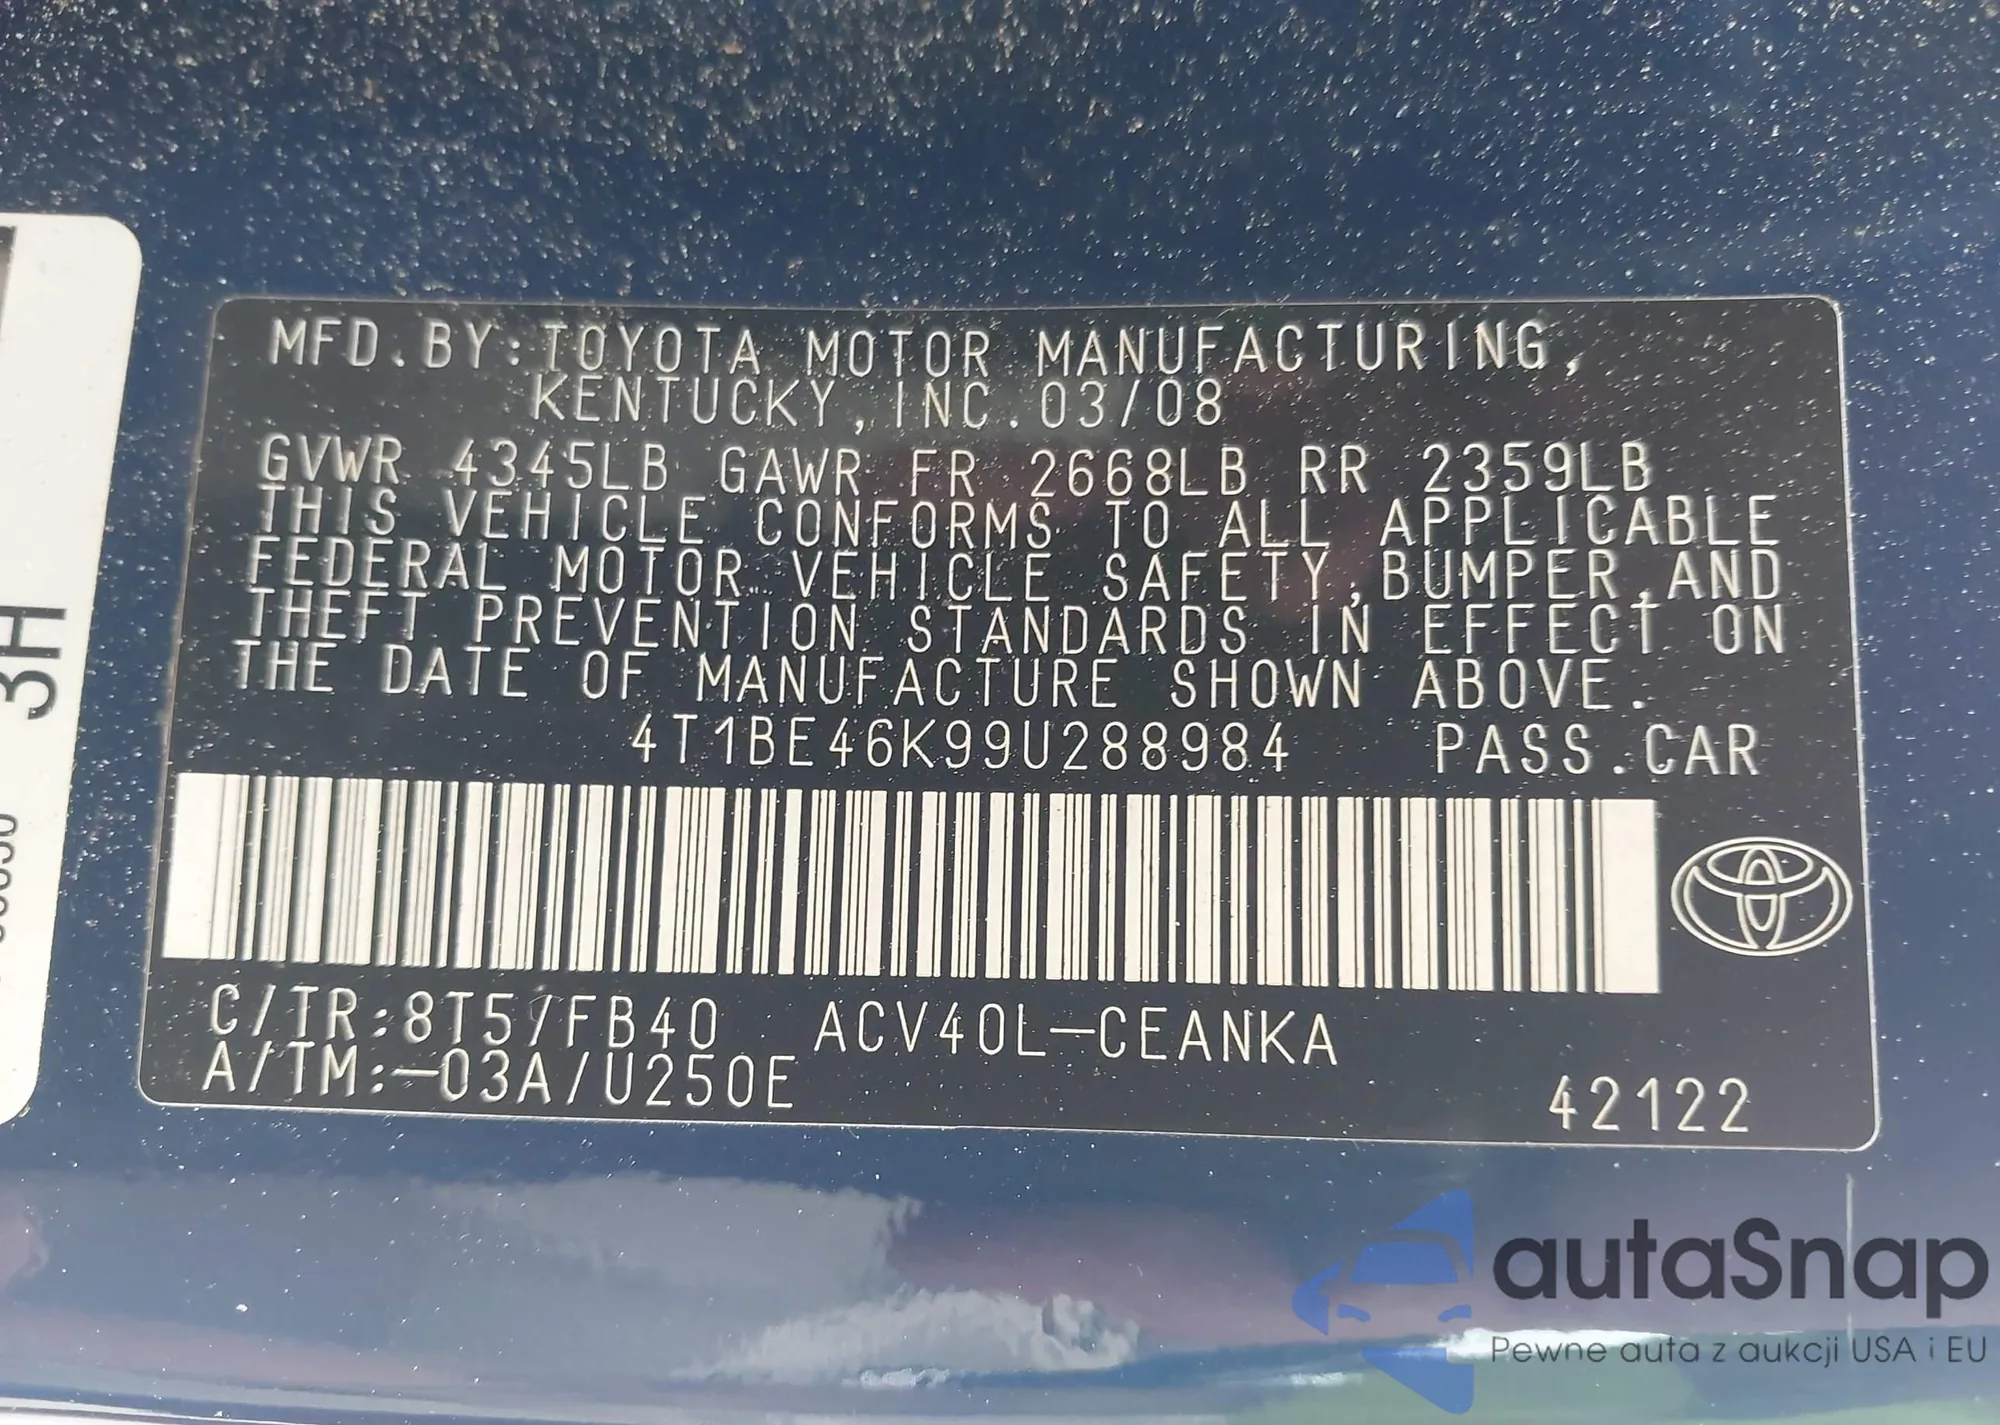 MFD.BY:TOYOTA MOTOR MANUFACTURING,
KENTUCKY,INC.03/08
GVWR 4345LB GAWR FR 2668LB RR 2359LB
THIS VEHICLE CONFORMS TO ALL APPLICABLE
FEDERAL MOTOR VEHICLE SAFETY,BUMPER,AND
THEFT PREVENTION STANDARDS IN EFFECT ON
THE DATE OF MANUFACTURE SHOWN ABOVE.
4T1BE46K99U288984 PASS.CAR
C/TR:8T5/FB40 ACV40L-CEANKA
A/TM:-03A/U250E
42122
3H
autaSnap
Pewne auta z aukcji USA i EU